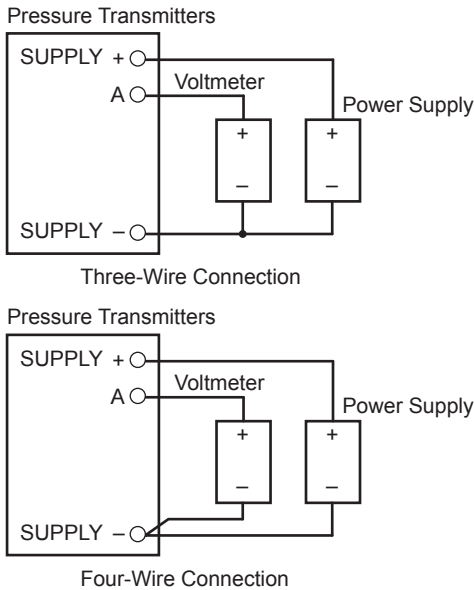 Pressure Transmitters
SUPPLY +
A
Voltmeter
Power Supply
+
+
–
–
SUPPLY –
Three-Wire Connection
Pressure Transmitters
SUPPLY +
A
Voltmeter
Power Supply
+
+
–
–
SUPPLY –
Four-Wire Connection